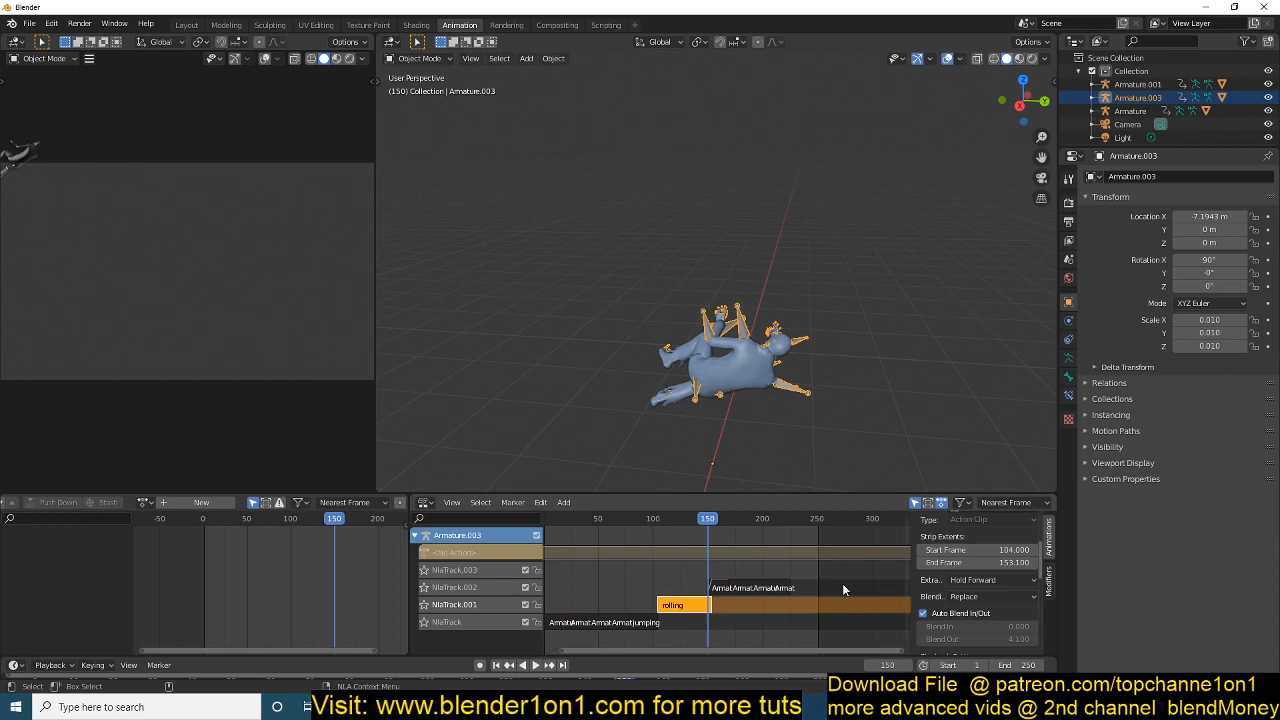 Blender
File Edit Render Window Help Layout Modeling Sculpting UV Editing Texture Paint Shading Animation Rendering Compositing Scripting Scene View Layer
Global Options Global Options
Object Mode Object Mode View Select Add Object
User Perspective
(150) Collection | Armature.003
Z
Y
X
Scene Collection
Collection
Armature.001
Armature.003
Armature
Camera
Light
Armature.003
Armature.003
Transform
Location X -7.1943 m
Y 0 m
Z 0 m
Rotation X 90°
Y -0°
Z 0°
Mode XYZ Euler
Scale X 0.010
Y 0.010
Z 0.010
Delta Transform
Relations
Collections
Instancing
Motion Paths
Visibility
Viewport Display
Custom Properties
Push Down Stash New Nearest Frame View Select Marker Edit Add Nearest Frame
-50 0 50 100 150 200
50 100 150 200 250 300
Armature.003
<No Action>
NlaTrack.003
NlaTrack.002
NlaTrack.001 rolling
NlaTrack jumping
Type: Action Clip
Strip Extents:
Start Frame 104.000
End Frame 153.100
Extra.. Hold Forward
Blendi.. Replace
Auto Blend In/Out
Blend In 0.000
Blend Out 4.100
Animations
Modifiers
Playback Keying View Marker 150 Start 1 End 250
Select Box Select NLA Context Menu
Type here to search
Visit: www.blender1on1.com for more tuts
Download File @ patreon.com/topchanne1on1
more advanced vids @ 2nd channel blendMoney